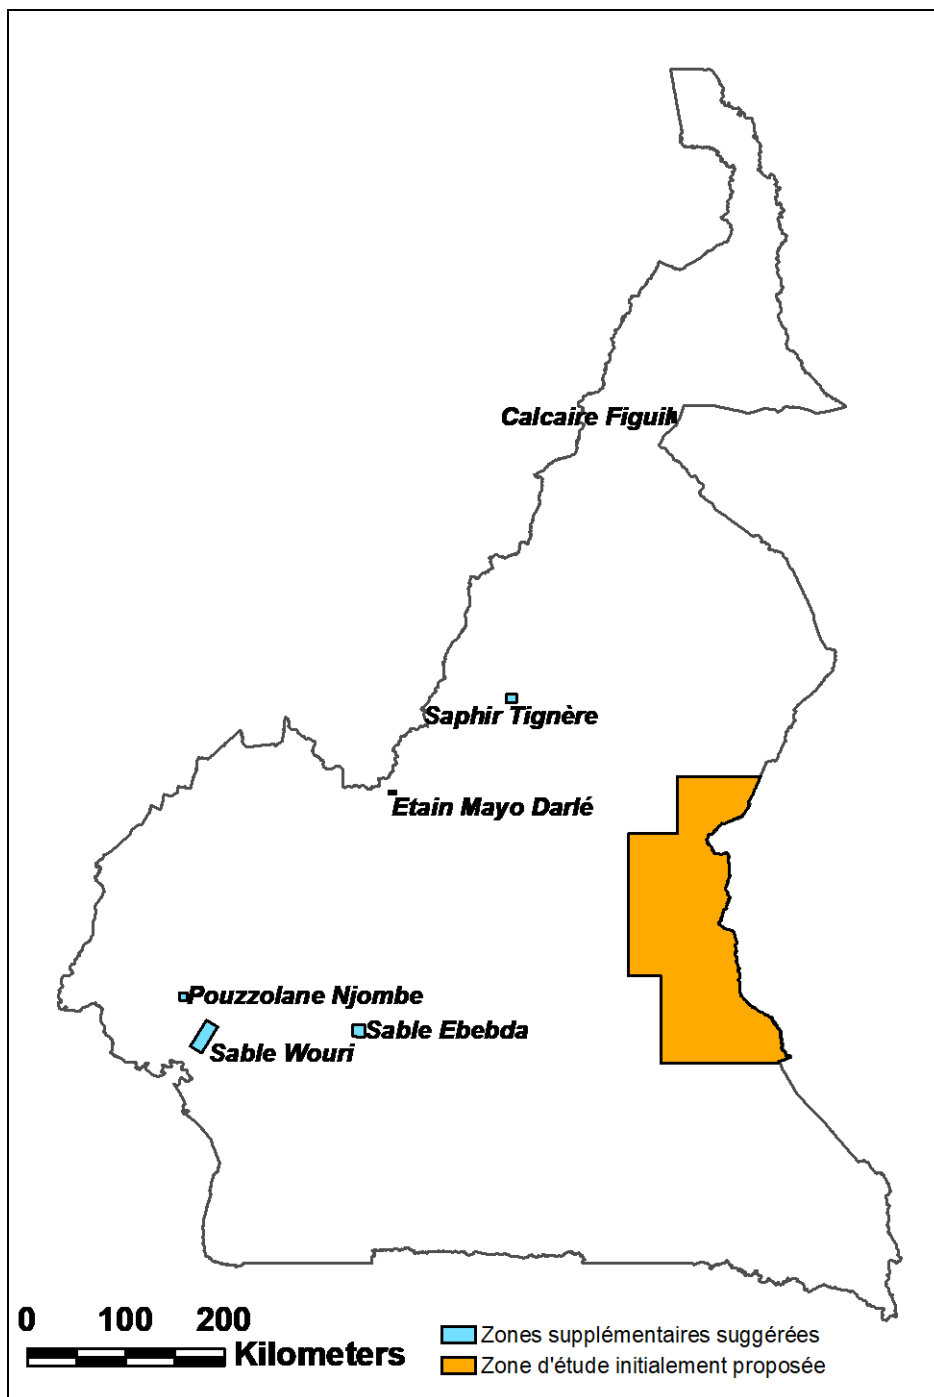 Calcaire Figuil
Saphir Tignère
Etain Mayo Darlé
Pouzzolane Njombe
Sable Ebebda
Sable Wouri
0 100 200
Kilometers
Zones supplémentaires suggérées
Zone d'étude initialement proposée